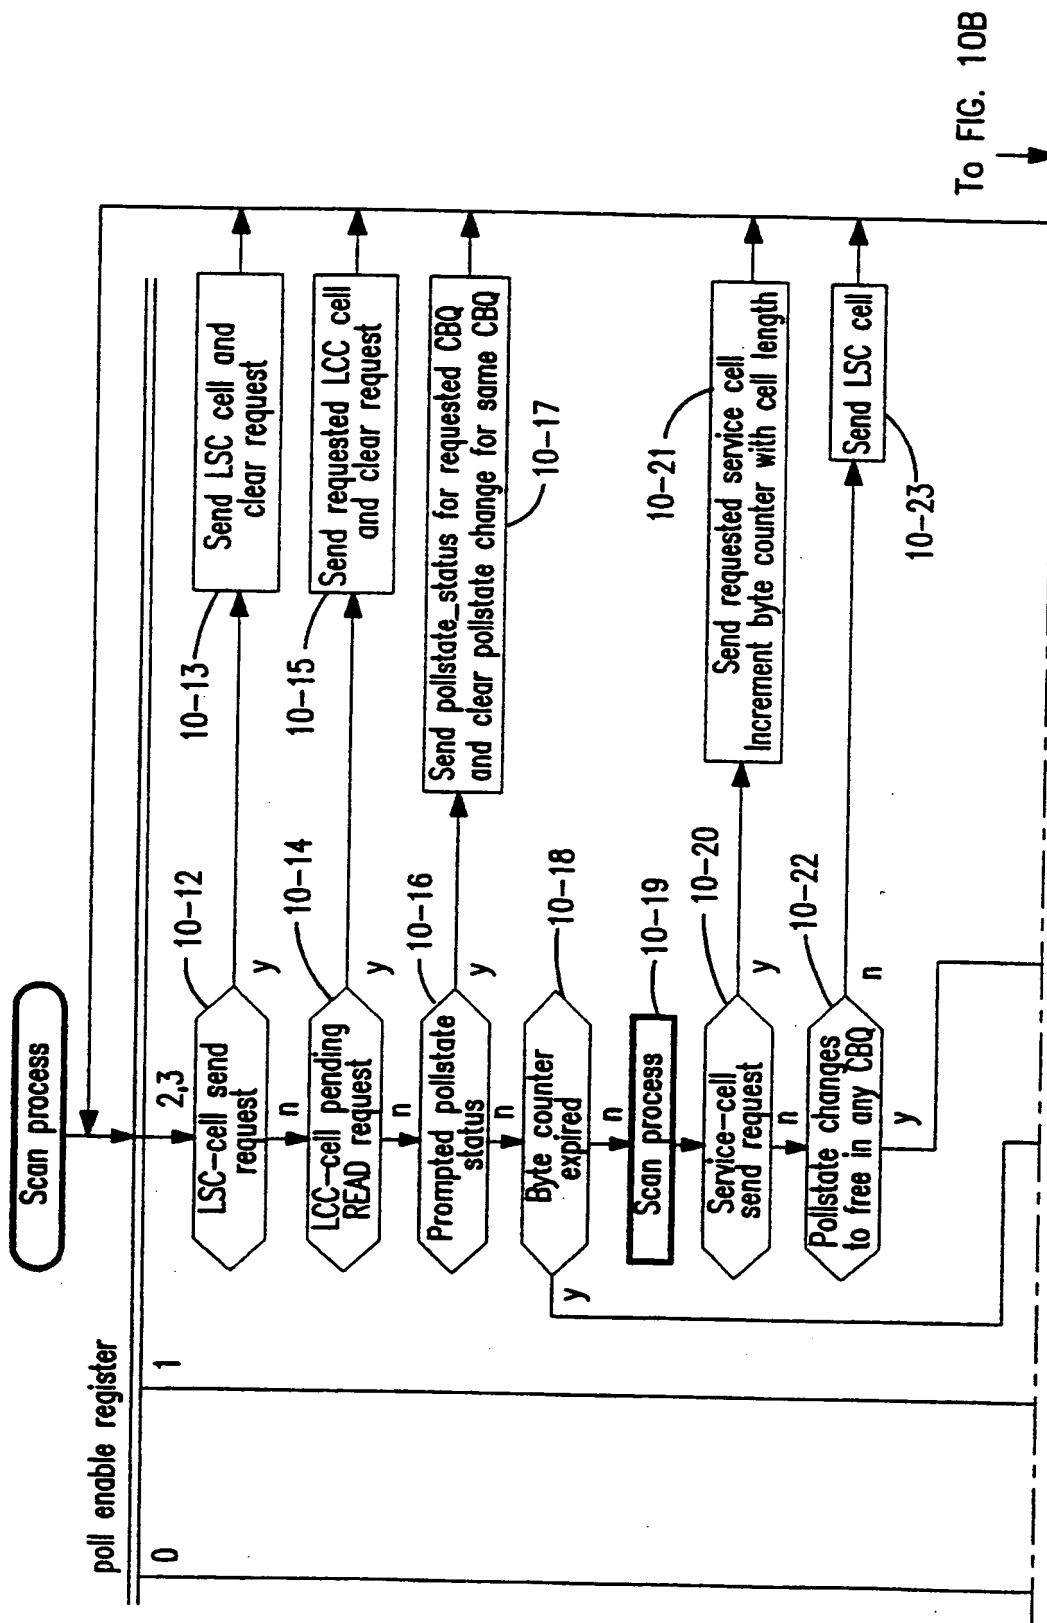 Scan process
poll enable register
0
1
2,3
LSC-cell send
request
10-12
y
n
10-13
Send LSC cell and
clear request
LCC-cell pending
READ request
10-14
y
n
10-15
Send requested LCC cell
and clear request
Prompted pollstate
status
10-16
y
n
Send pollstate_status for requested CBQ
and clear pollstate change for same CBQ
10-17
Byte counter
expired
10-18
y
n
Scan process
10-19
Service-cell
send request
10-20
y
n
10-21
Send requested service cell
Increment byte counter with cell length
Pollstate changes
to free in any CBQ
10-22
n
y
Send LSC cell
10-23
To FIG. 10B